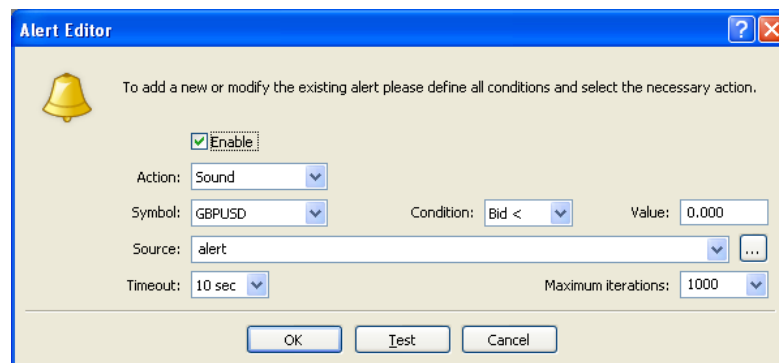 Alert Editor
To add a new or modify the existing alert please define all conditions and select the necessary action.
Enable
Action: Sound
Symbol: GBPUSD Condition: Bid < Value: 0.000
Source: alert ...
Timeout: 10 sec Maximum iterations: 1000
OK Test Cancel